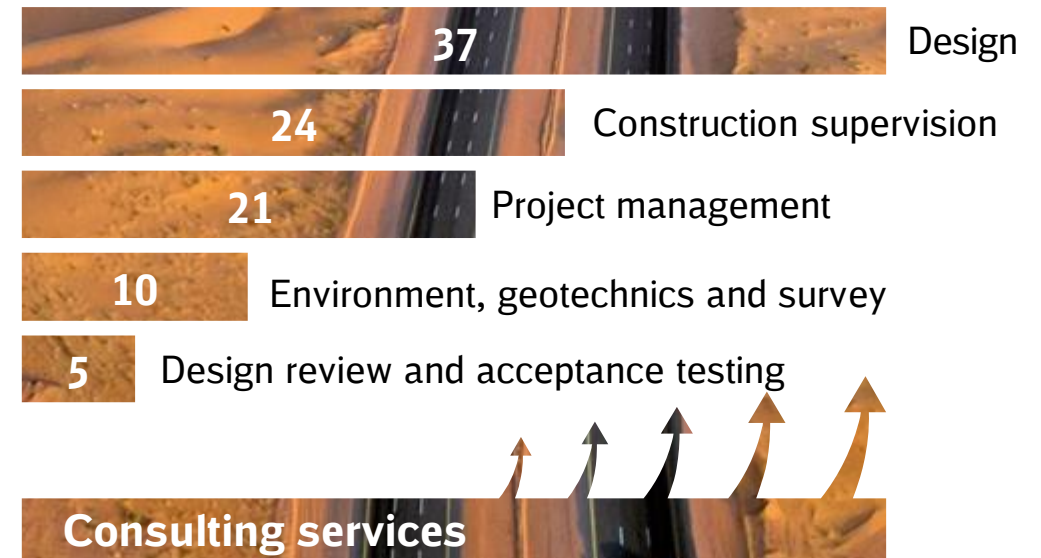 37 Design
24 Construction supervision
21 Project management
10 Environment, geotechnics and survey
5 Design review and acceptance testing
Consulting services